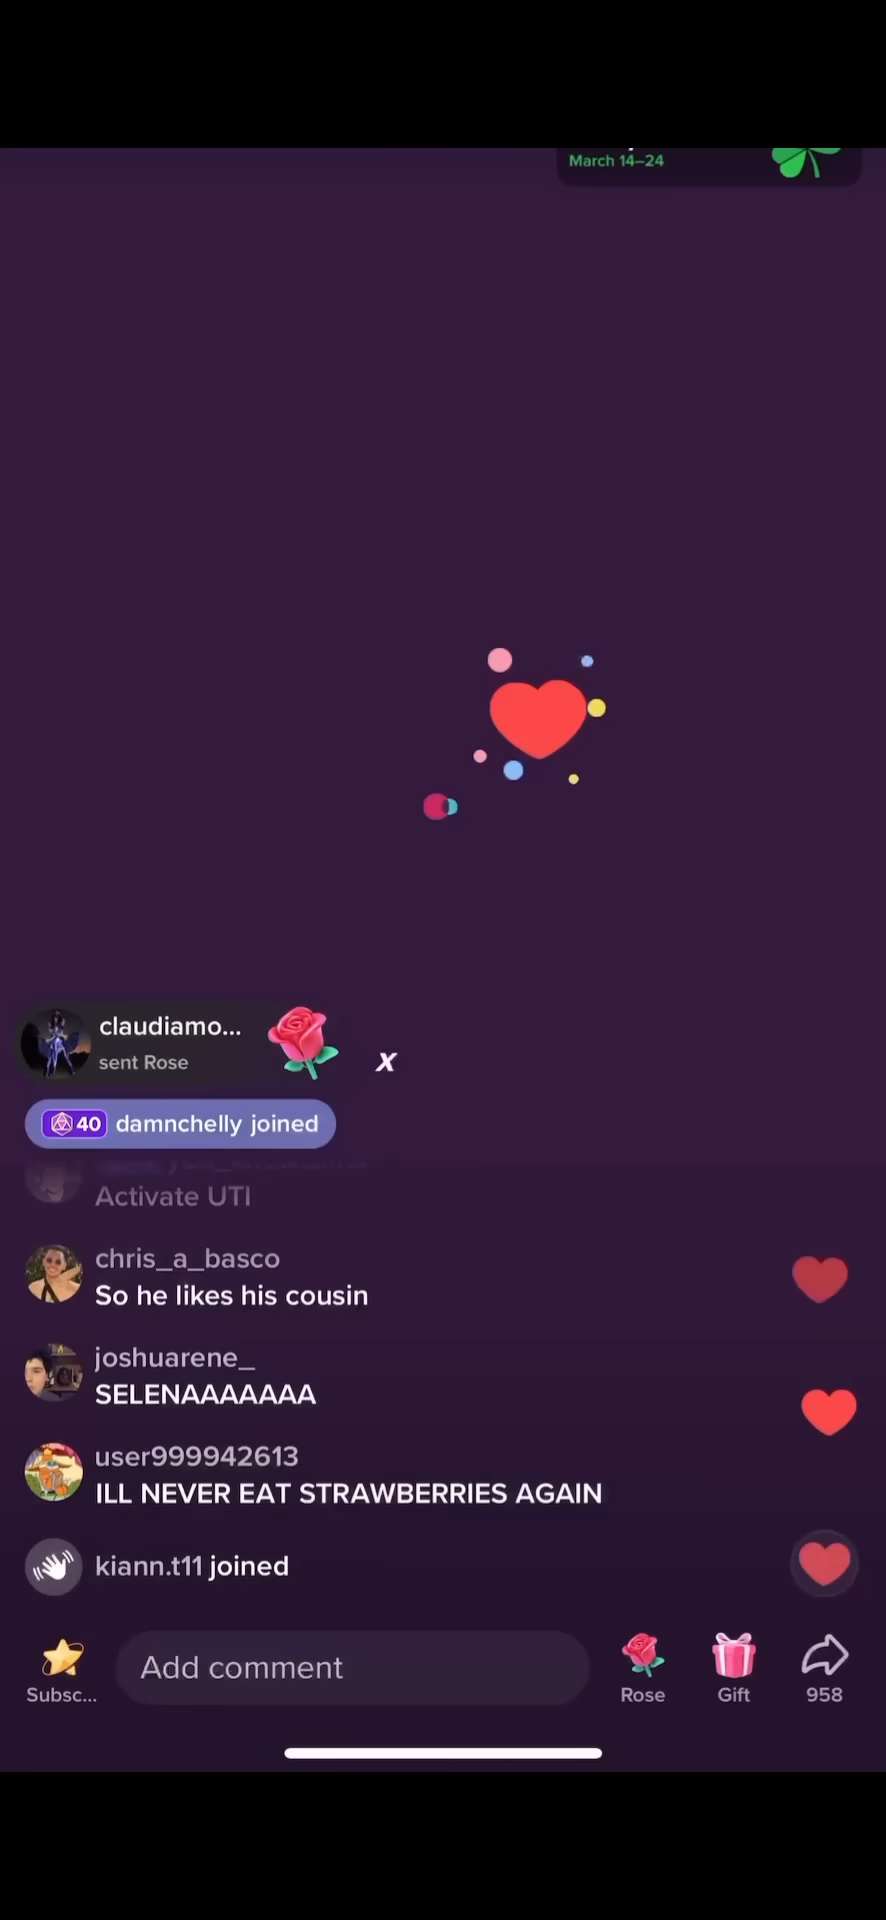 March 14–24
claudiamo...
sent Rose
x
40 damnchelly joined
Activate UTI
chris_a_basco
So he likes his cousin
joshuarene_
SELENAAAAAAA
user999942613
ILL NEVER EAT STRAWBERRIES AGAIN
kiann.t11 joined
Subsc...
Add comment
Rose
Gift
958